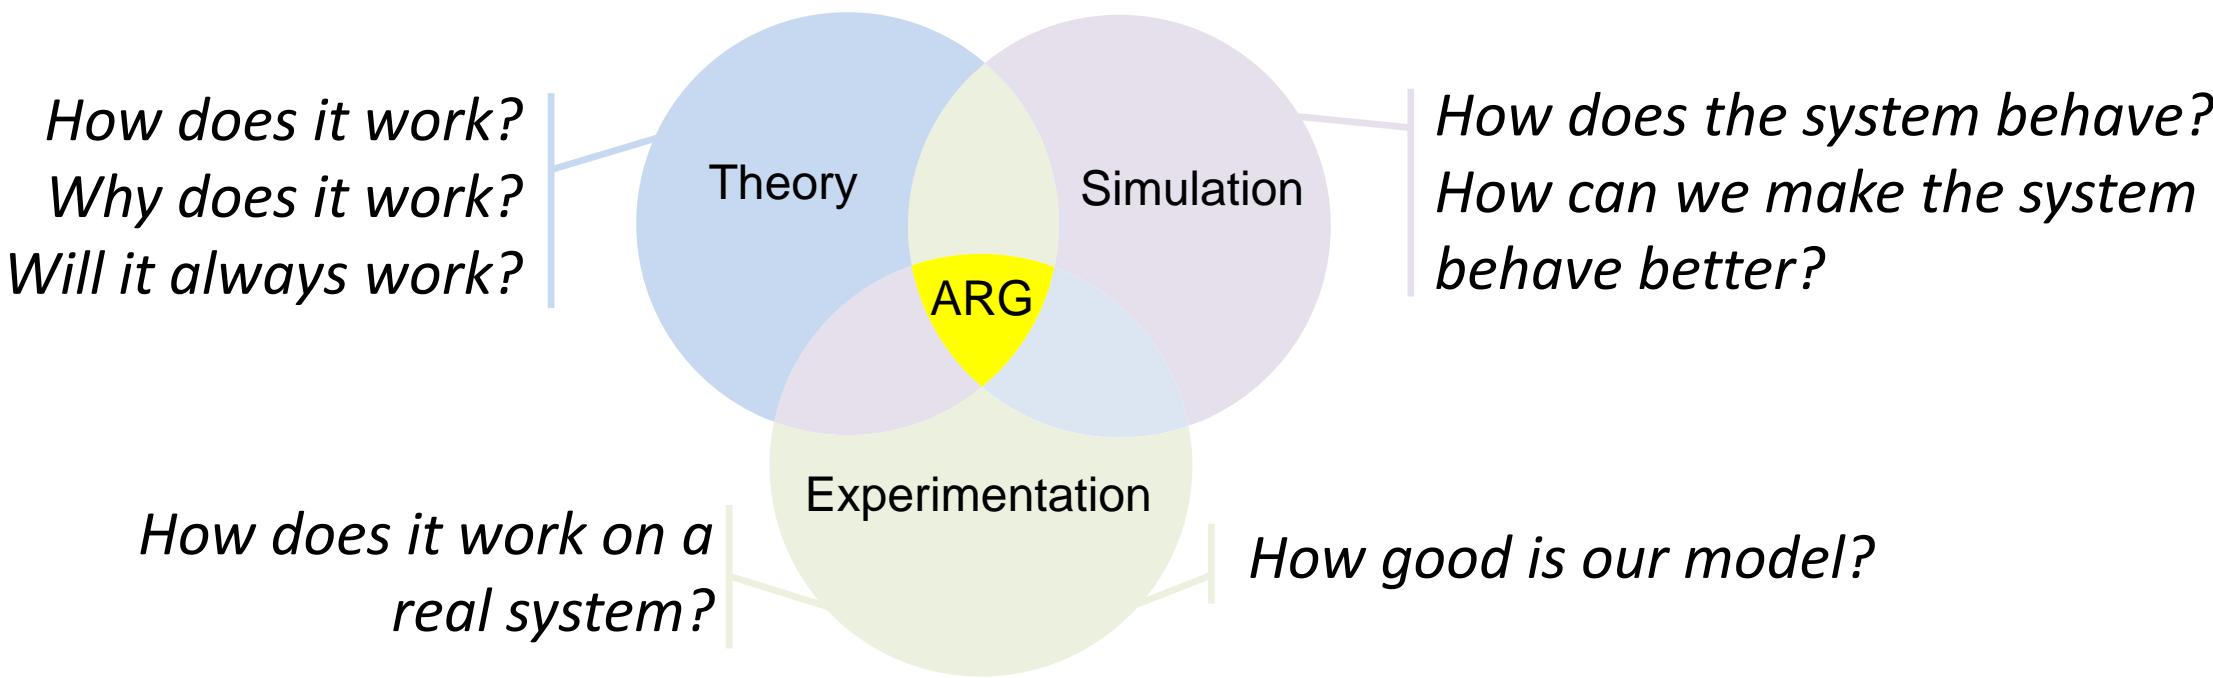 How does it work?
Why does it work?
Will it always work?
Theory
Simulation
How does the system behave?
How can we make the system
behave better?
ARG
Experimentation
How does it work on a
real system?
How good is our model?